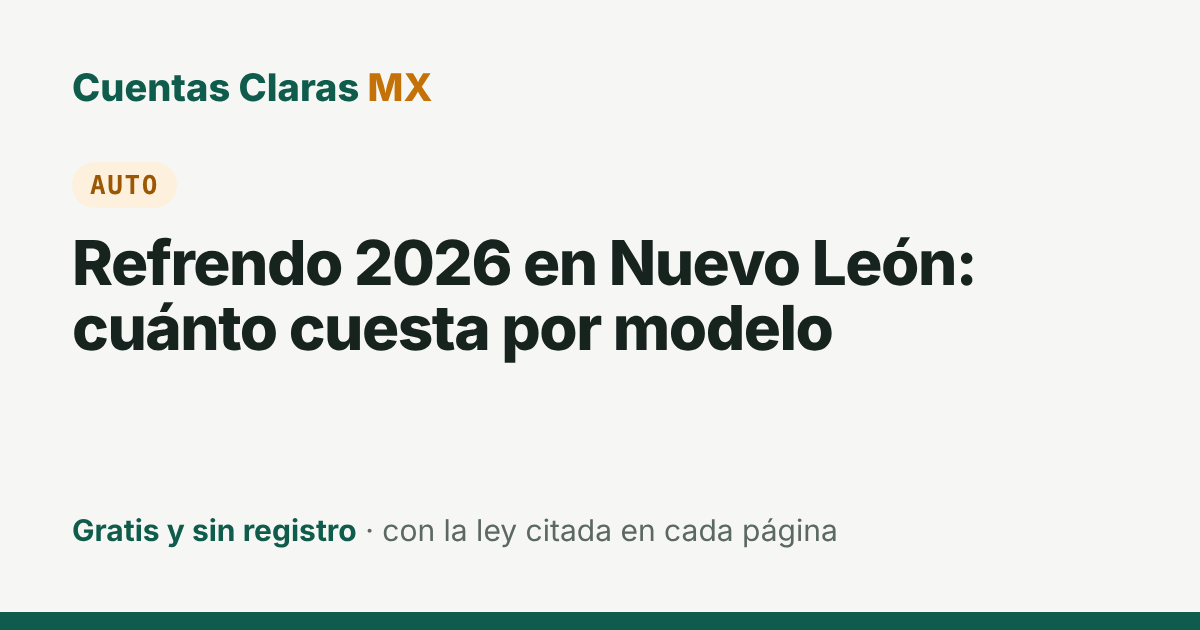 Cuentas Claras MX
AUTO
Refrendo 2026 en Nuevo León:
cuánto cuesta por modelo
Gratis y sin registro · con la ley citada en cada página